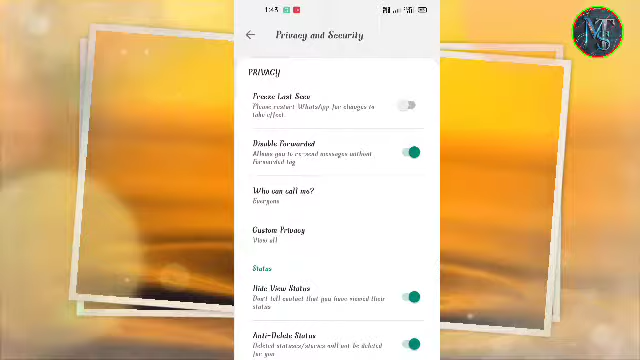 1:43
Privacy and Security
PRIVACY
Freeze Last Seen
Please restart WhatsApp for changes to
take effect.
Disable Forwarded
Allows you to re-send messages without
Forwarded tag
Who can call me?
Everyone
Custom Privacy
View all
Status
Hide View Status
Don't tell contact that you have viewed their
status
Anti-Delete Status
Deleted statuses/stories will not be deleted
for you